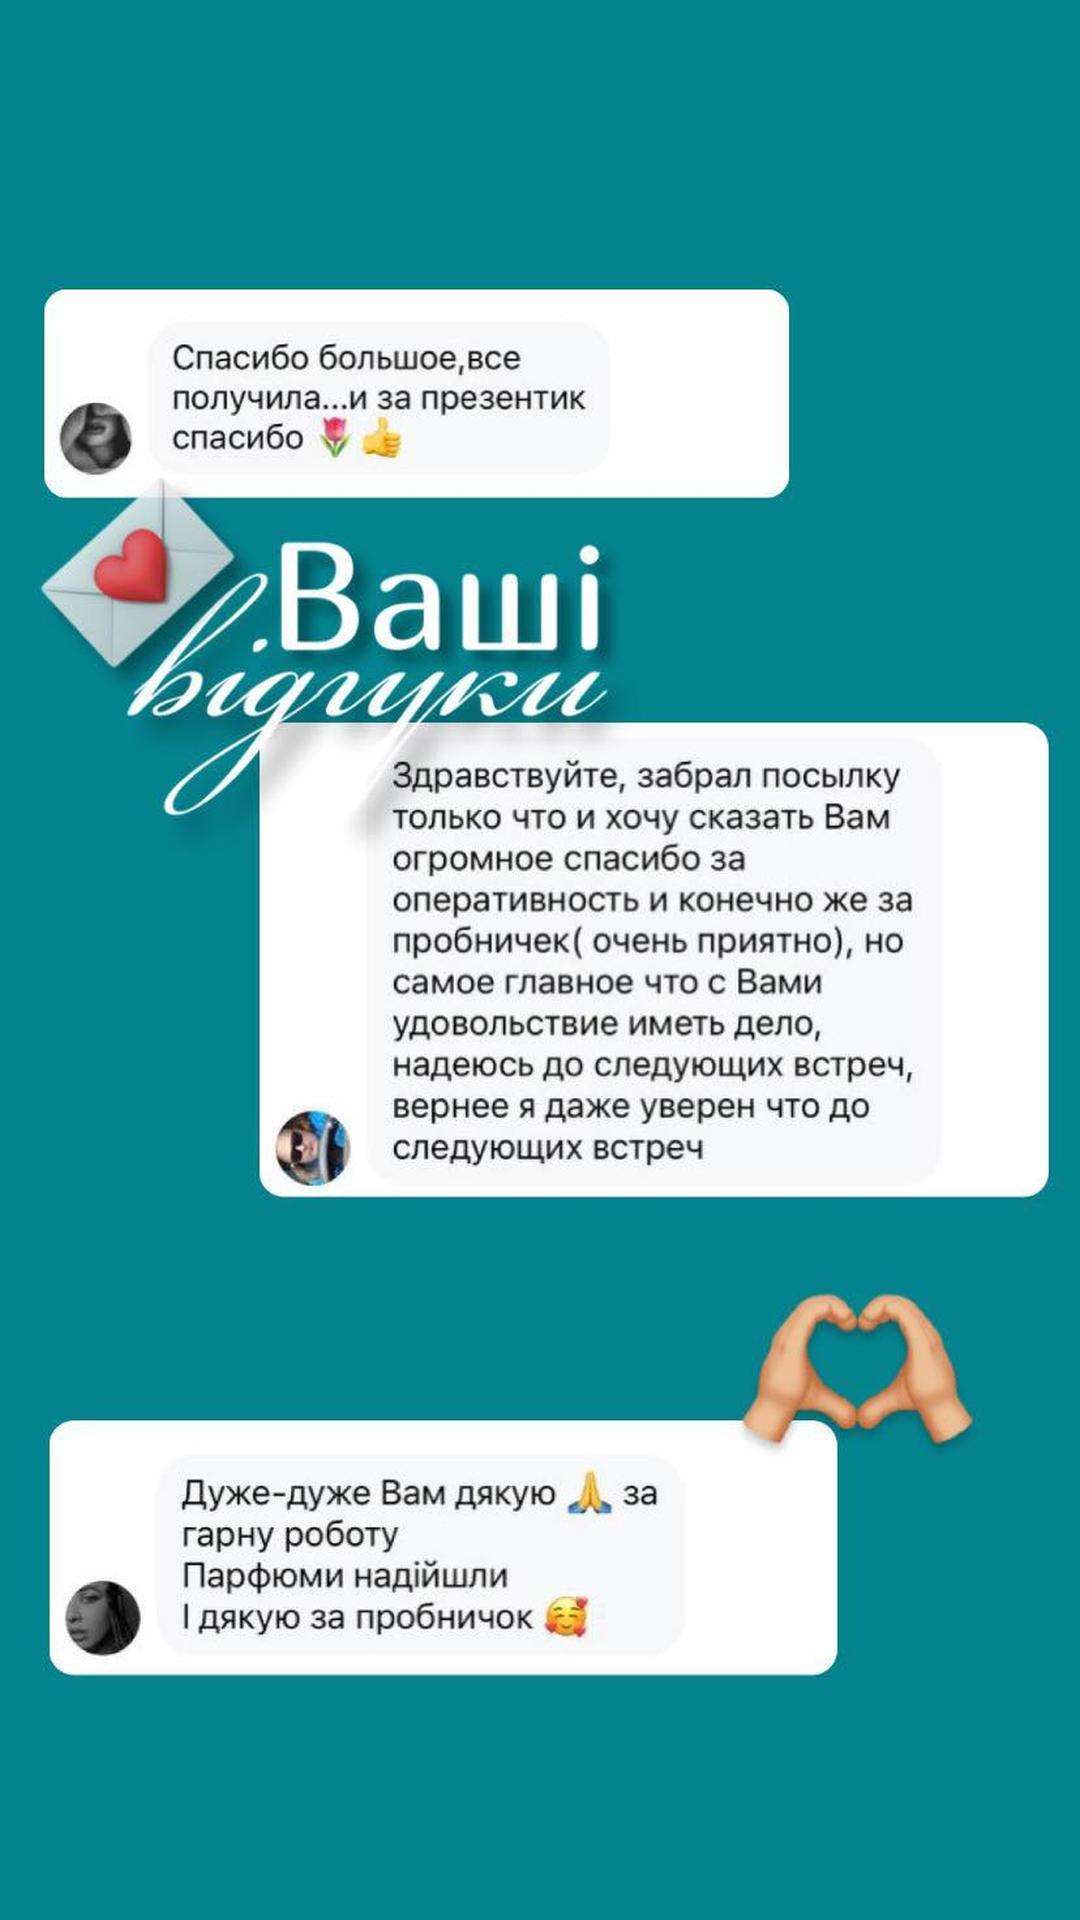 Спасибо большое,все
получила...и за презентик
спасибо 🌷👍
Ваші
відгуки
Здравствуйте, забрал посылку
только что и хочу сказать Вам
огромное спасибо за
оперативность и конечно же за
пробничек( очень приятно), но
самое главное что с Вами
удовольствие иметь дело,
надеюсь до следующих встреч,
вернее я даже уверен что до
следующих встреч
Дуже-дуже Вам дякую 🙏 за
гарну роботу
Парфюми надійшли
І дякую за пробничок 🥰